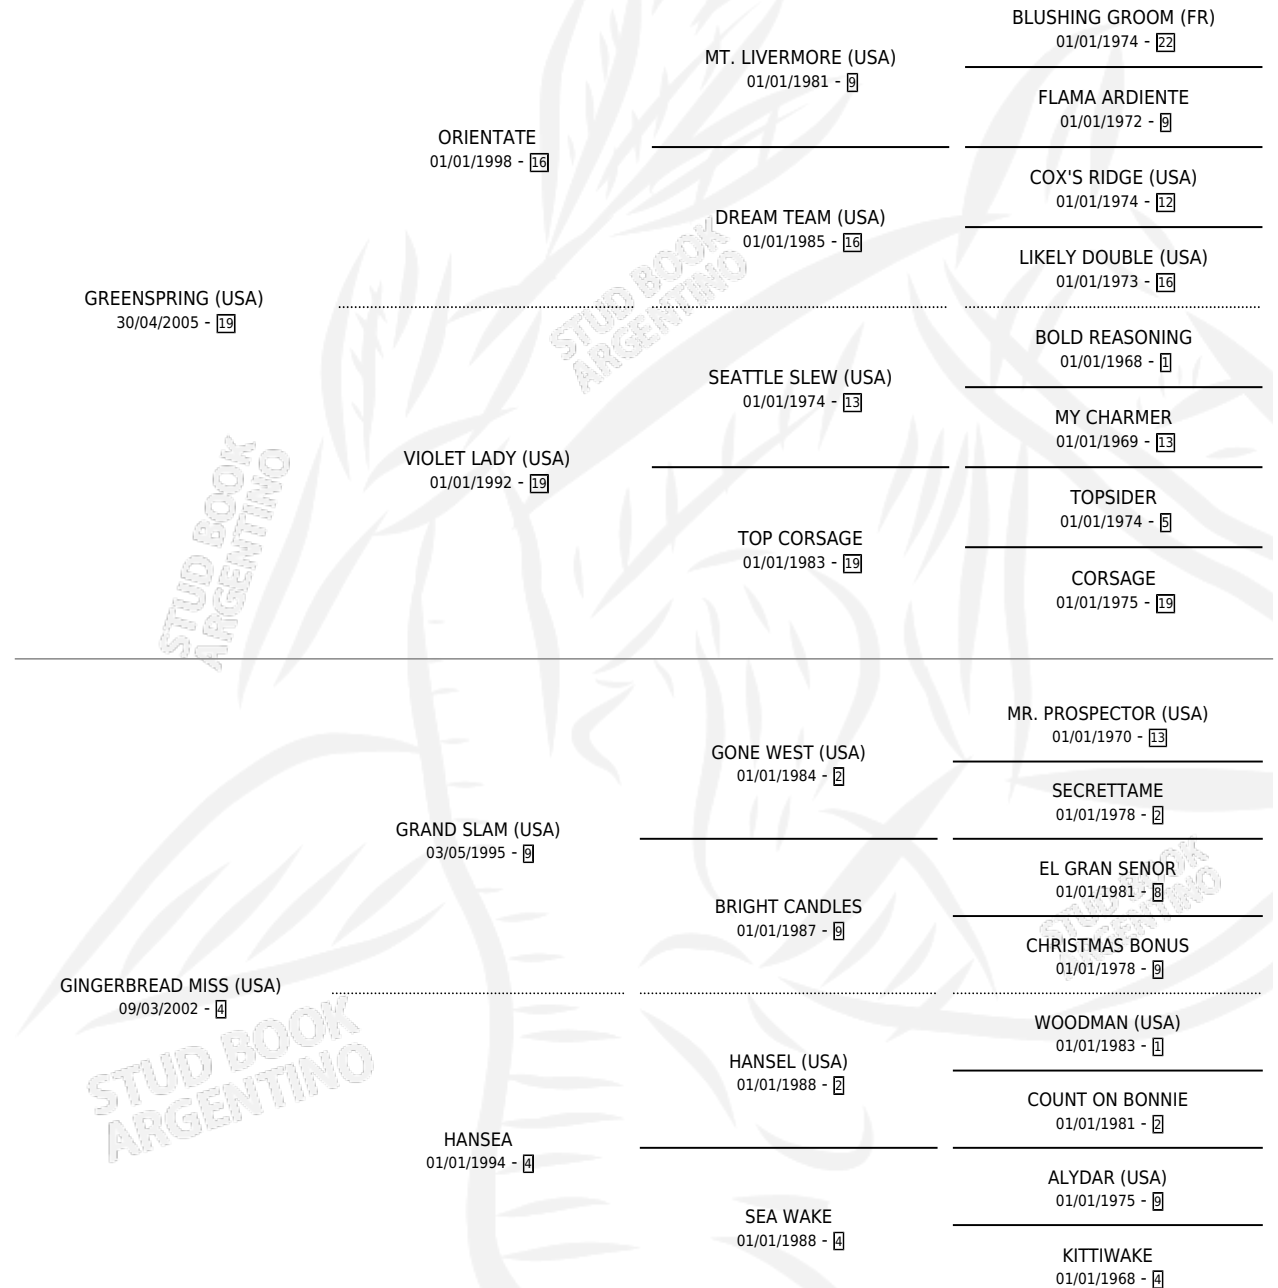 BLUSHING GROOM (FR)
01/01/1974 - 22
MT. LIVERMORE (USA)
01/01/1981 - 9
FLAMA ARDIENTE
01/01/1972 - 9
ORIENTATE
01/01/1998 - 16
COX'S RIDGE (USA)
01/01/1974 - 12
DREAM TEAM (USA)
01/01/1985 - 16
LIKELY DOUBLE (USA)
01/01/1973 - 16
GREENSPRING (USA)
30/04/2005 - 19
STUD BOOK
ARGENTINO
BOLD REASONING
01/01/1968 - 1
SEATTLE SLEW (USA)
01/01/1974 - 13
MY CHARMER
01/01/1969 - 13
VIOLET LADY (USA)
01/01/1992 - 19
TOPSIDER
01/01/1974 - 5
TOP CORSAGE
01/01/1983 - 19
CORSAGE
01/01/1975 - 19
STUD BOOK
ARGENTINO
MR. PROSPECTOR (USA)
01/01/1970 - 13
GONE WEST (USA)
01/01/1984 - 2
SECRETTAME
01/01/1978 - 2
GRAND SLAM (USA)
03/05/1995 - 9
EL GRAN SENOR
01/01/1981 - 8
BRIGHT CANDLES
01/01/1987 - 9
CHRISTMAS BONUS
01/01/1978 - 9
STUD BOOK
ARGENTINO
GINGERBREAD MISS (USA)
09/03/2002 - 4
WOODMAN (USA)
01/01/1983 - 1
HANSEL (USA)
01/01/1988 - 2
COUNT ON BONNIE
01/01/1981 - 2
STUD BOOK
ARGENTINO
HANSEA
01/01/1994 - 4
ALYDAR (USA)
01/01/1975 - 9
SEA WAKE
01/01/1988 - 4
KITTIWAKE
01/01/1968 - 4